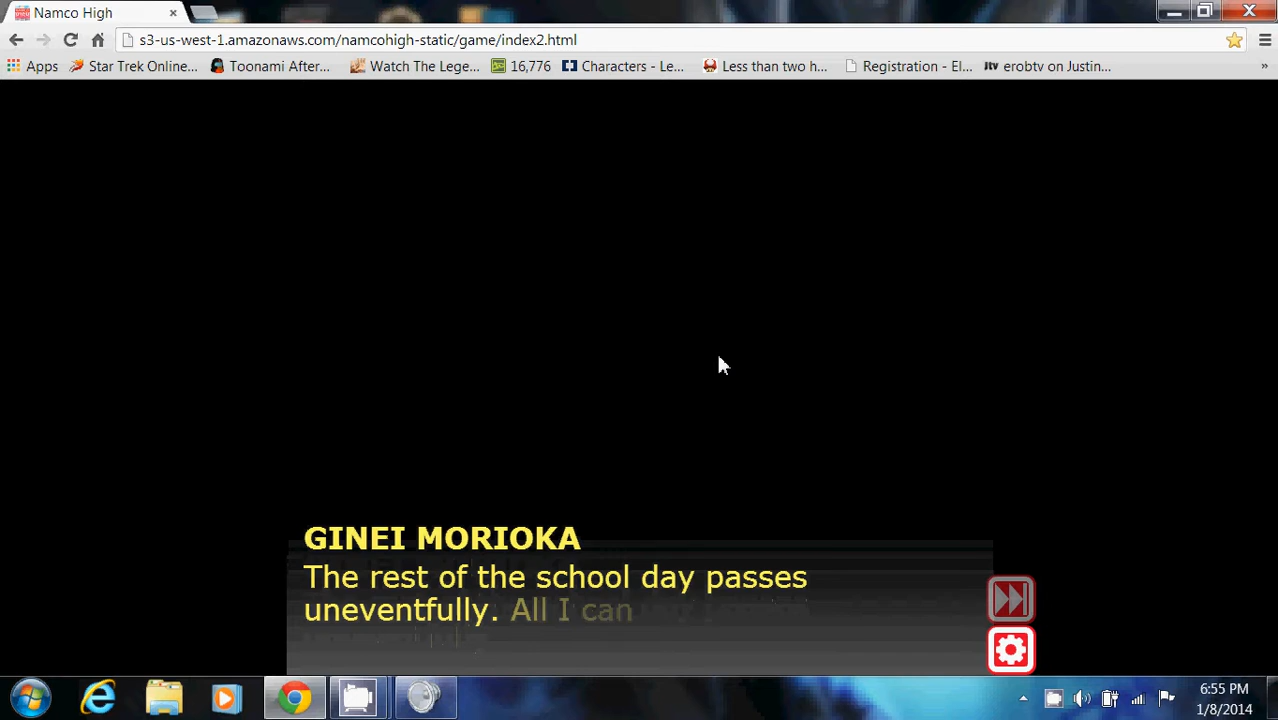 Namco High
s3-us-west-1.amazonaws.com/namcohigh-static/game/index2.html
Apps Star Trek Online... Toonami After... Watch The Lege... 16,776 Characters - Le... Less than two h... Registration - El... jtv erobtv on Justin... »
GINEI MORIOKA
The rest of the school day passes
uneventfully. All I can
6:55 PM
1/8/2014